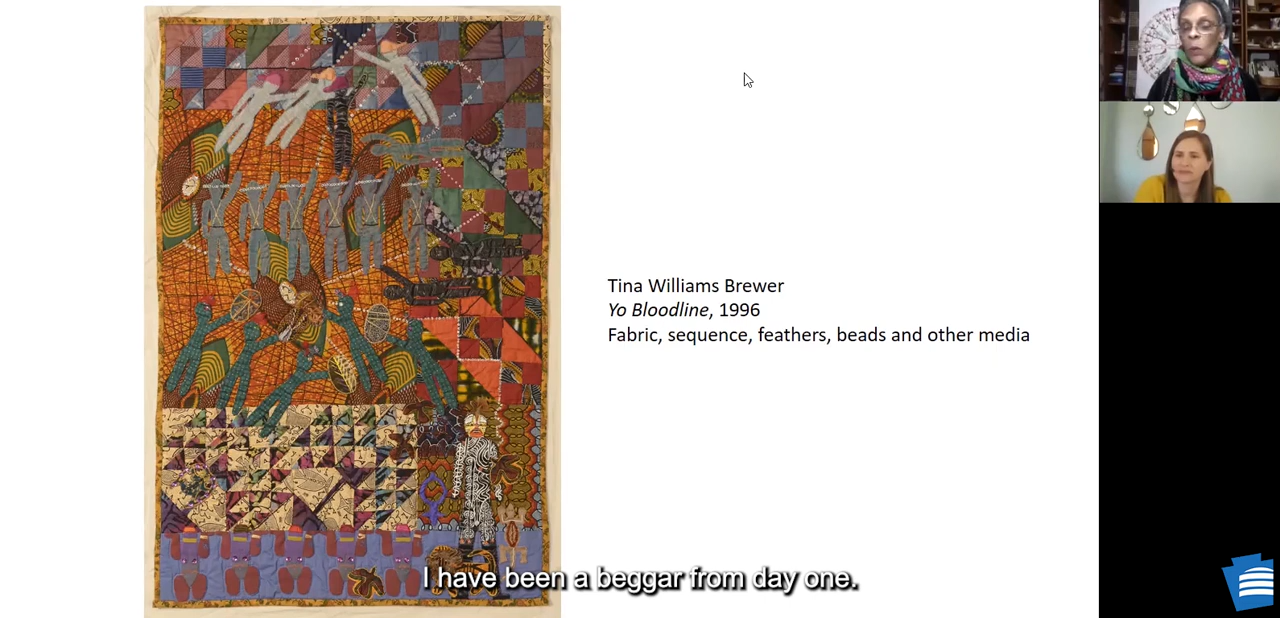 Tina Williams Brewer
Yo Bloodline, 1996
Fabric, sequence, feathers, beads and other media
I have been a beggar from day one.